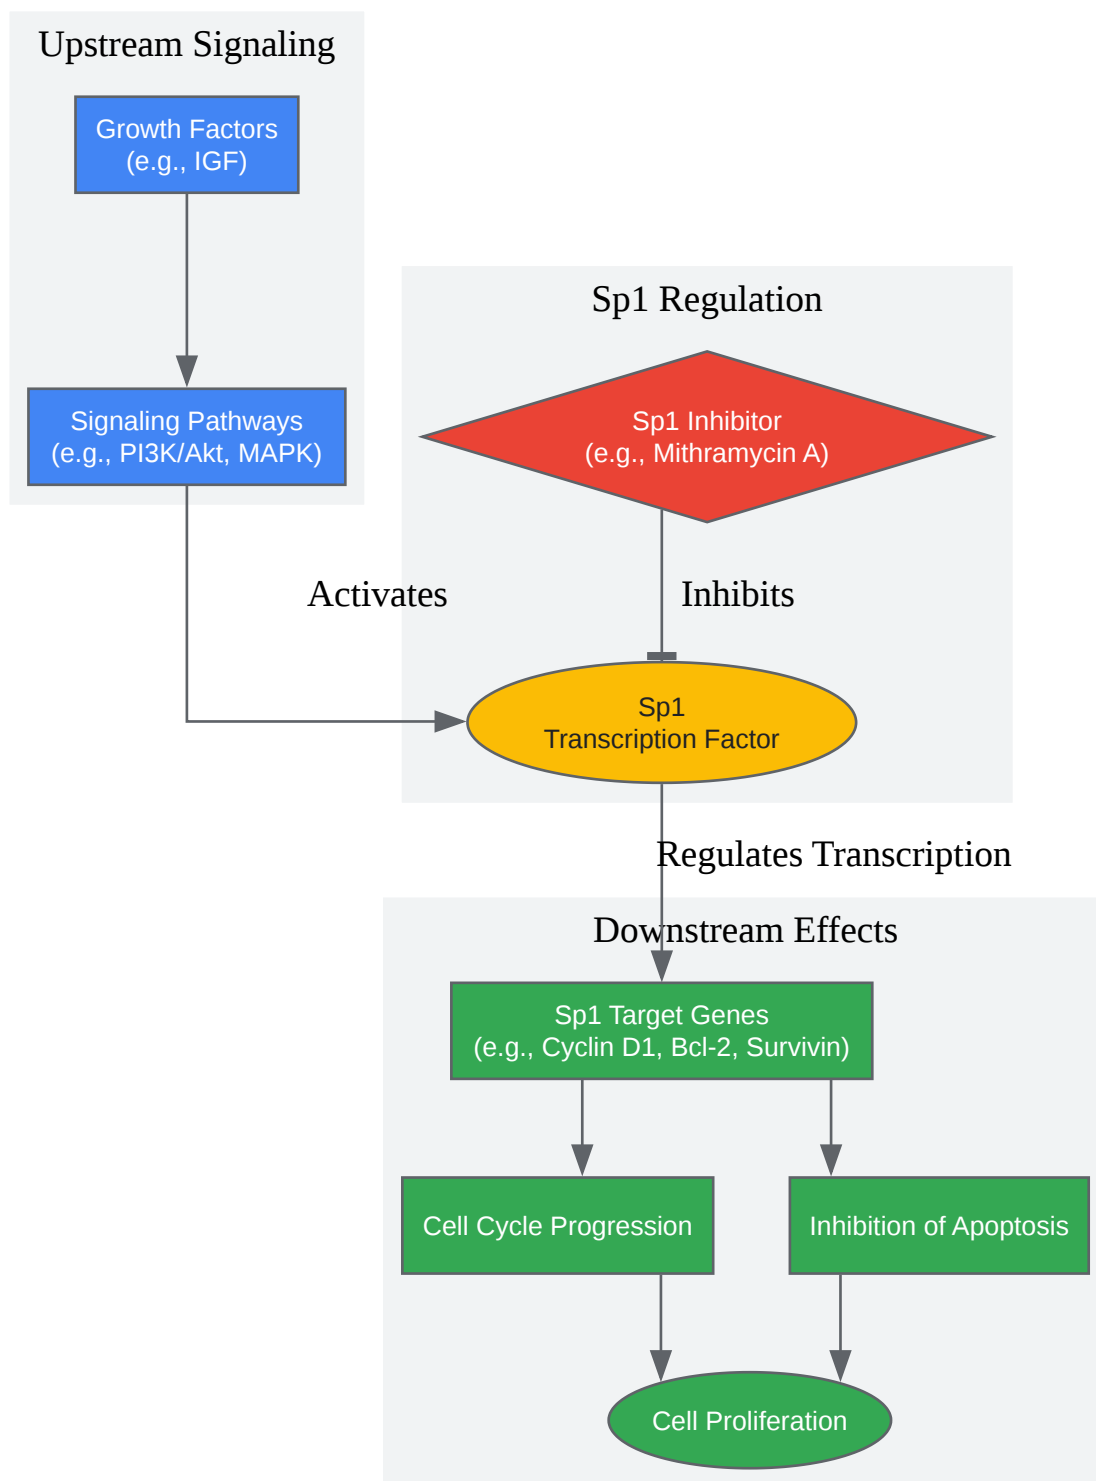 Upstream Signaling
Growth Factors
(e.g., IGF)
Signaling Pathways
(e.g., PI3K/Akt, MAPK)
Sp1 Regulation
Sp1 Inhibitor
(e.g., Mithramycin A)
Activates
Inhibits
Sp1
Transcription Factor
Regulates Transcription
Downstream Effects
Sp1 Target Genes
(e.g., Cyclin D1, Bcl-2, Survivin)
Cell Cycle Progression
Inhibition of Apoptosis
Cell Proliferation